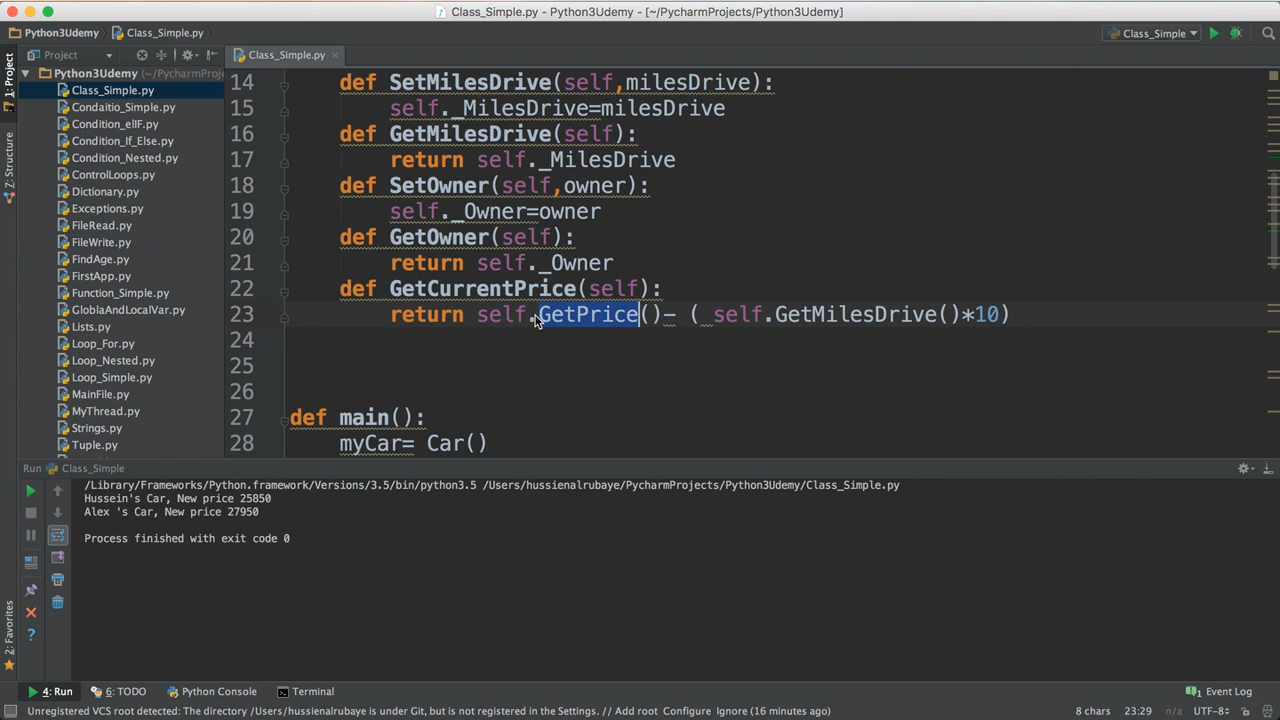 Class_Simple.py - Python3Udemy - [~/PycharmProjects/Python3Udemy]
Python3Udemy
Class_Simple.py
Class_Simple
1: Project
Z: Structure
2: Favorites
Project
Class_Simple.py
Python3Udemy (~/PycharmProj
Class_Simple.py
Condaitio_Simple.py
Condition_elIF.py
Condition_If_Else.py
Condition_Nested.py
ControlLoops.py
Dictionary.py
Exceptions.py
FileRead.py
FileWrite.py
FindAge.py
FirstApp.py
Function_Simple.py
GloblaAndLocalVar.py
Lists.py
Loop_For.py
Loop_Nested.py
Loop_Simple.py
MainFile.py
MyThread.py
Strings.py
Tuple.py
14 def SetMilesDrive(self,milesDrive):
15 self._MilesDrive=milesDrive
16 def GetMilesDrive(self):
17 return self._MilesDrive
18 def SetOwner(self,owner):
19 self._Owner=owner
20 def GetOwner(self):
21 return self._Owner
22 def GetCurrentPrice(self):
23 return self.GetPrice()- ( self.GetMilesDrive()*10)
24
25
26
27 def main():
28 myCar= Car()
Run Class_Simple
/Library/Frameworks/Python.framework/Versions/3.5/bin/python3.5 /Users/hussienalrubaye/PycharmProjects/Python3Udemy/Class_Simple.py
Hussein's Car, New price 25850
Alex 's Car, New price 27950
Process finished with exit code 0
4: Run
6: TODO
Python Console
Terminal
1 Event Log
Unregistered VCS root detected: The directory /Users/hussienalrubaye is under Git, but is not registered in the Settings. // Add root Configure Ignore (16 minutes ago)
8 chars 23:29 n/a UTF-8